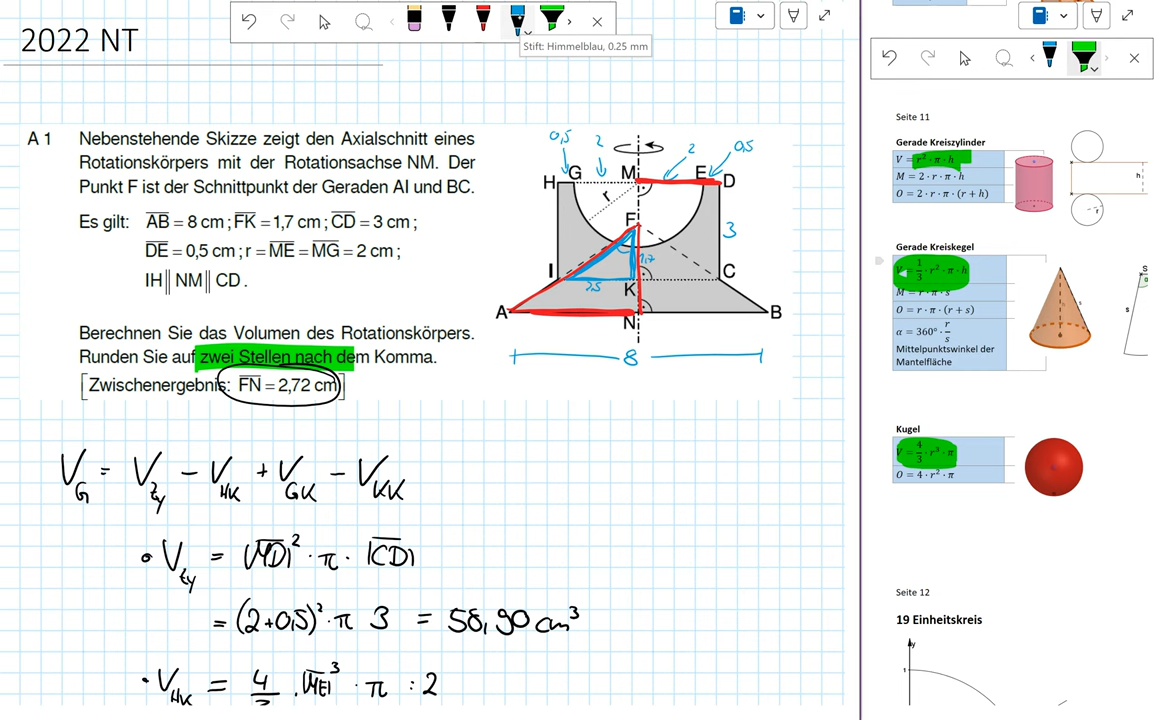 2022 NT
Stift: Himmelblau, 0.25 mm
A 1 Nebenstehende Skizze zeigt den Axialschnitt eines
Rotationskörpers mit der Rotationsachse NM. Der
Punkt F ist der Schnittpunkt der Geraden AI und BC.
Es gilt: AB = 8 cm ; FK = 1,7 cm ; CD = 3 cm ;
DE = 0,5 cm ; r = ME = MG = 2 cm ;
IH ‖ NM ‖ CD .
Berechnen Sie das Volumen des Rotationskörpers.
Runden Sie auf zwei Stellen nach dem Komma.
[Zwischenergebnis: FN = 2,72 cm]
0,5 2 2 0,5
H G M E D
r
F
3
1,7
I C
2,5 K
A N B
8
V_G = V_Zy - V_HK + V_GK - V_KK
• V_Zy = |MD|² · π · |CD|
= (2+0,5)² · π 3 = 58,90 cm³
• V_HK = 4/3 · |ME|³ · π : 2
Seite 11
Gerade Kreiszylinder
V = r² · π · h
M = 2 · r · π · h
O = 2 · r · π · (r + h)
h
r
Gerade Kreiskegel
V = 1/3 · r² · π · h
M = r · π · s
O = r · π · (r + s)
α = 360° · r/s
Mittelpunktswinkel der
Mantelfläche
s
S
α
s
Kugel
V = 4/3 · r³ · π
O = 4 · r² · π
Seite 12
19 Einheitskreis
y
1